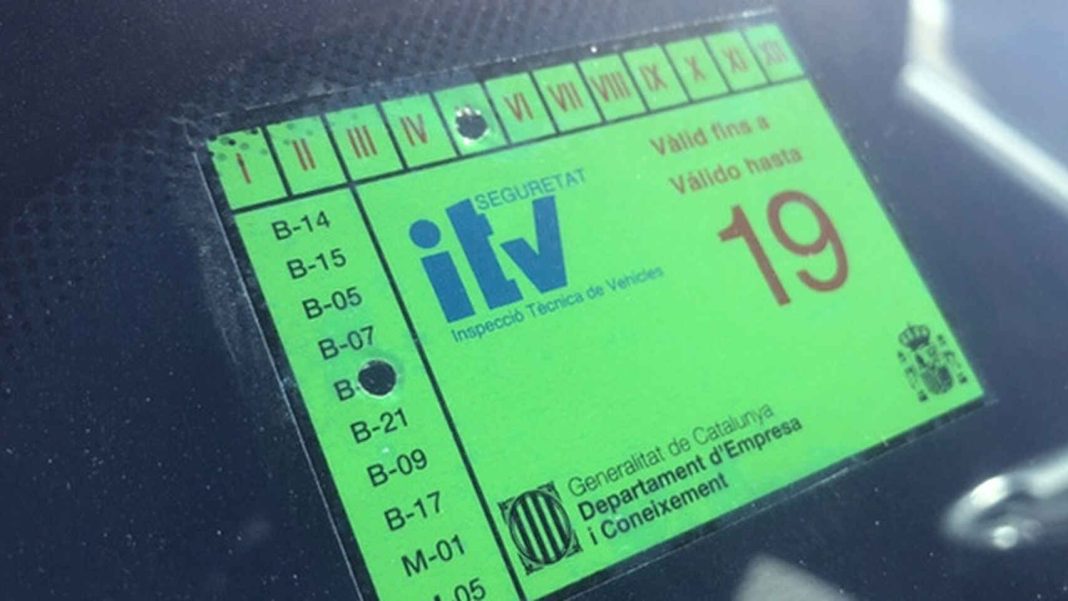 I II III IV VI VII VIII IX X XI XII
Vàlid fins a
Válido hasta
19
SEGURETAT
itv
Inspecció Tècnica de Vehicles
B-14
B-15
B-05
B-07
B-
B-21
B-09
B-17
M-01
-05
Generalitat de Catalunya
Departament d'Empresa
i Coneixement